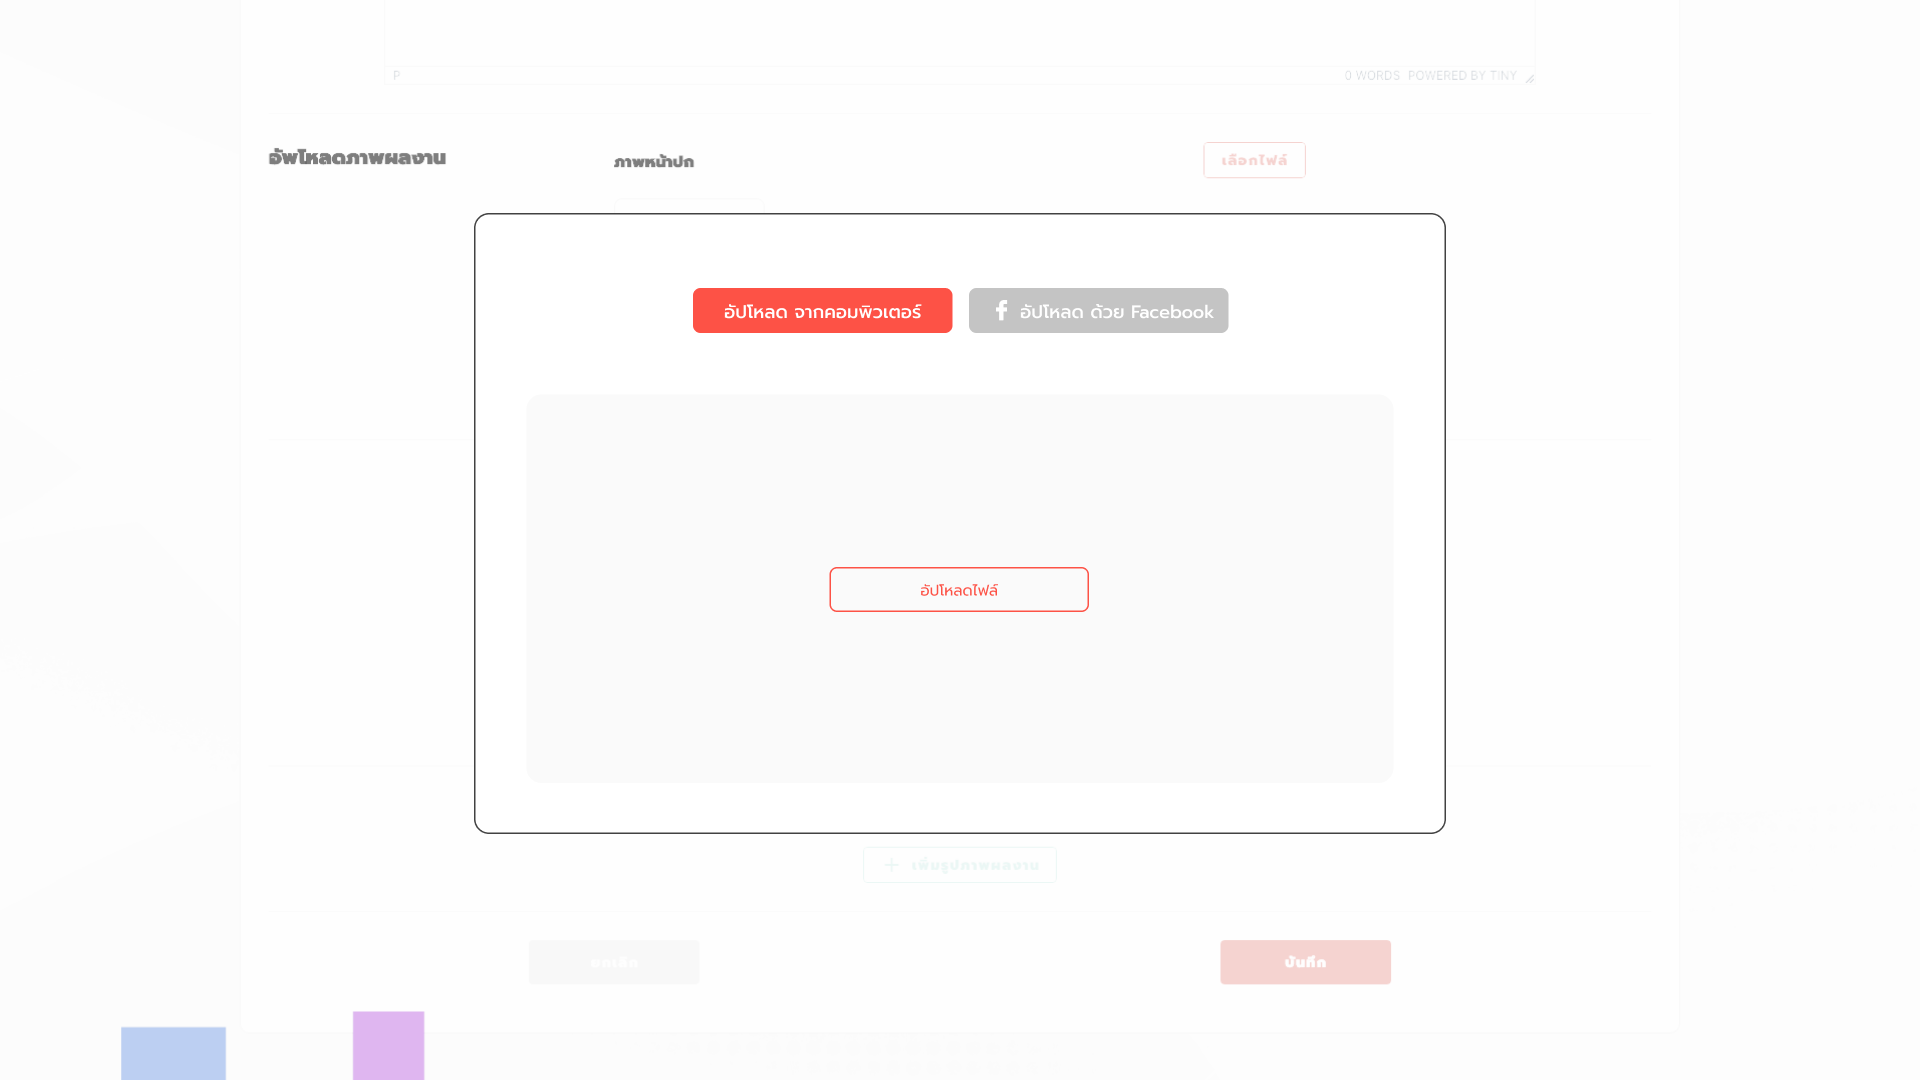 P
0 WORDS POWERED BY TINY
อัพโหลดภาพผลงาน
ภาพหน้าปก
เลือกไฟล์
อัปโหลด จากคอมพิวเตอร์
อัปโหลด ด้วย Facebook
อัปโหลดไฟล์
เพิ่มรูปภาพผลงาน
ยกเลิก
บันทึก